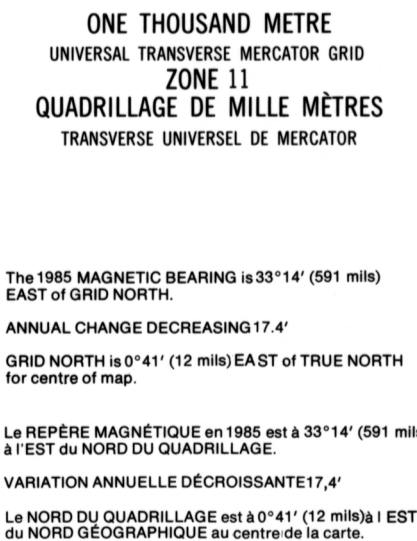 ONE THOUSAND METRE
UNIVERSAL TRANSVERSE MERCATOR GRID
ZONE 11
QUADRILLAGE DE MILLE MÈTRES
TRANSVERSE UNIVERSEL DE MERCATOR
The 1985 MAGNETIC BEARING is 33°14′ (591 mils)
EAST of GRID NORTH.
ANNUAL CHANGE DECREASING 17.4′
GRID NORTH is 0°41′ (12 mils) EAST of TRUE NORTH
for centre of map.
Le REPÈRE MAGNÉTIQUE en 1985 est à 33°14′ (591 mils
à l'EST du NORD DU QUADRILLAGE.
VARIATION ANNUELLE DÉCROISSANTE 17,4′
Le NORD DU QUADRILLAGE est à 0°41′ (12 mils) à l EST
du NORD GÉOGRAPHIQUE au centre de la carte.